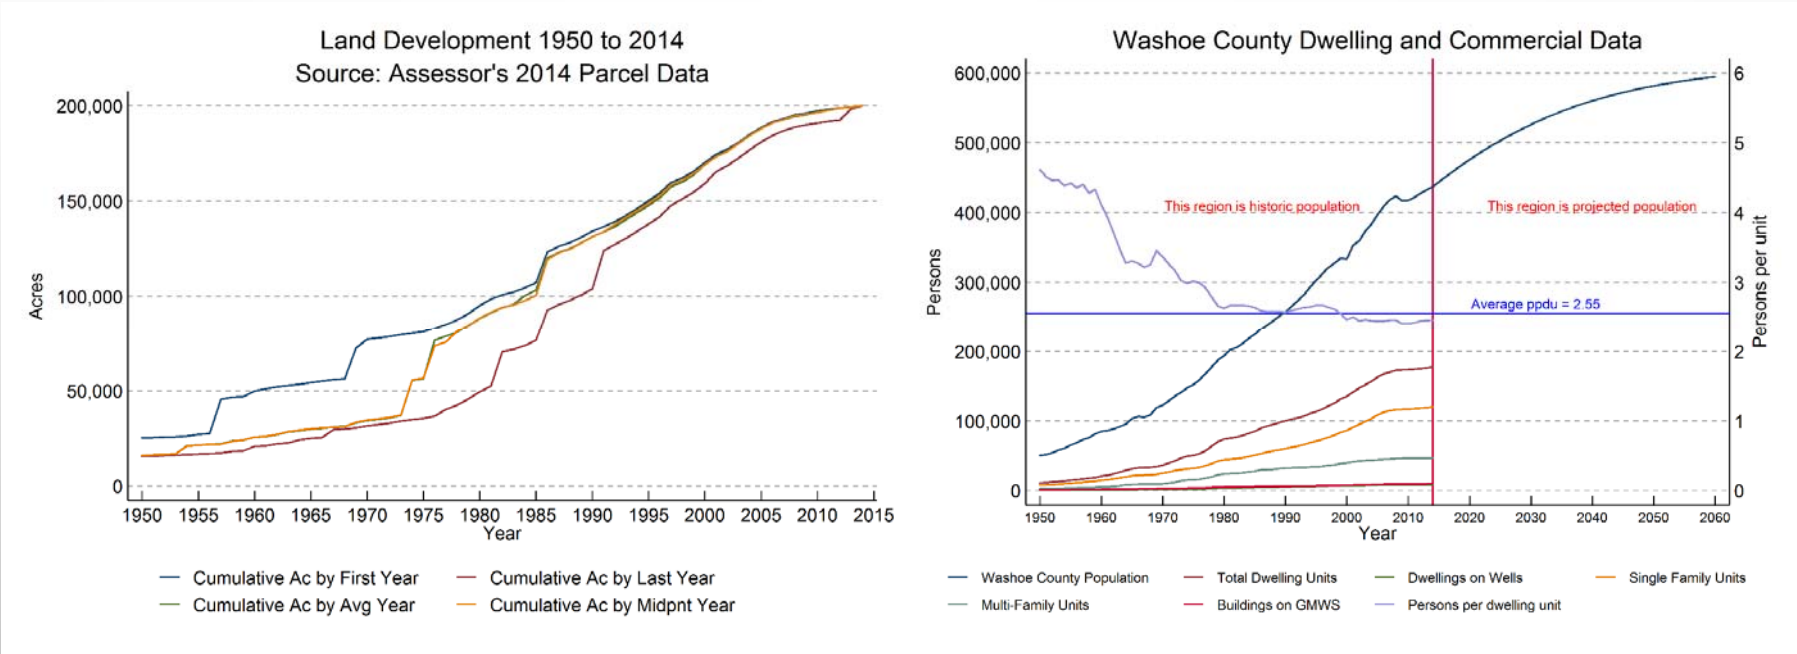 Land Development 1950 to 2014
Source: Assessor's 2014 Parcel Data
200,000
150,000
100,000
50,000
0
Acres
1950 1955 1960 1965 1970 1975 1980 1985 1990 1995 2000 2005 2010 2015
Year
Cumulative Ac by First Year
Cumulative Ac by Last Year
Cumulative Ac by Avg Year
Cumulative Ac by Midpnt Year
Washoe County Dwelling and Commercial Data
600,000
500,000
400,000
300,000
200,000
100,000
0
Persons
This region is historic population
This region is projected population
Average ppdu = 2.55
6
5
4
3
2
1
0
Persons per unit
1950 1960 1970 1980 1990 2000 2010 2020 2030 2040 2050 2060
Year
Washoe County Population
Total Dwelling Units
Dwellings on Wells
Single Family Units
Multi-Family Units
Buildings on GMWS
Persons per dwelling unit